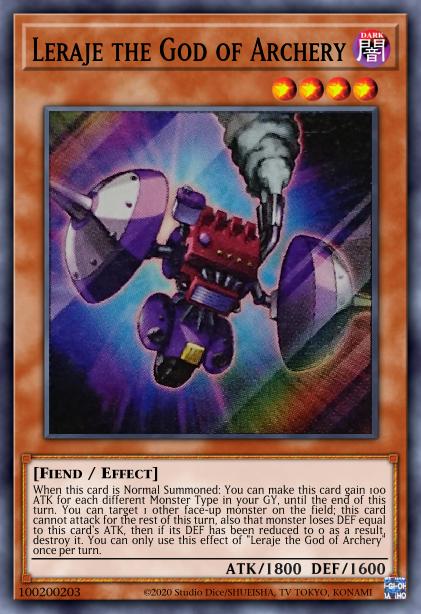 LERAJE THE GOD OF ARCHERY
DARK
闇
[FIEND / EFFECT]
When this card is Normal Summoned: You can make this card gain 100
ATK for each different Monster Type in your GY, until the end of this
turn. You can target 1 other face-up monster on the field; this card
cannot attack for the rest of this turn, also that monster loses DEF equal
to this card's ATK, then if its DEF has been reduced to 0 as a result,
destroy it. You can only use this effect of "Leraje the God of Archery"
once per turn.
ATK/1800 DEF/1600
100200203
©2020 Studio Dice/SHUEISHA, TV TOKYO, KONAMI